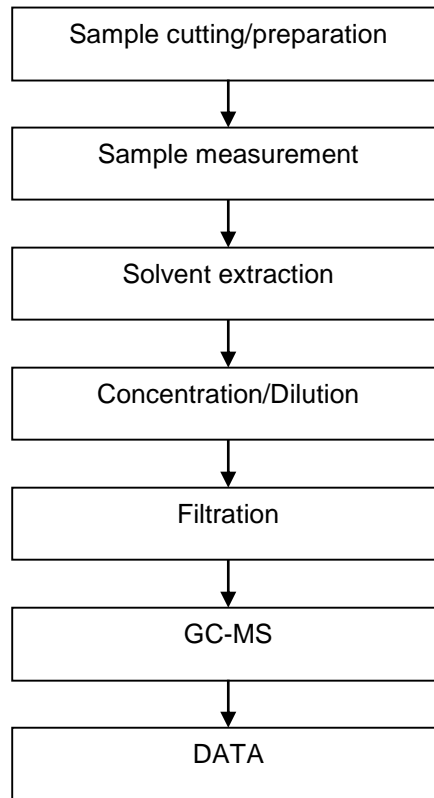 Sample cutting/preparation
Sample measurement
Solvent extraction
Concentration/Dilution
Filtration
GC-MS
DATA